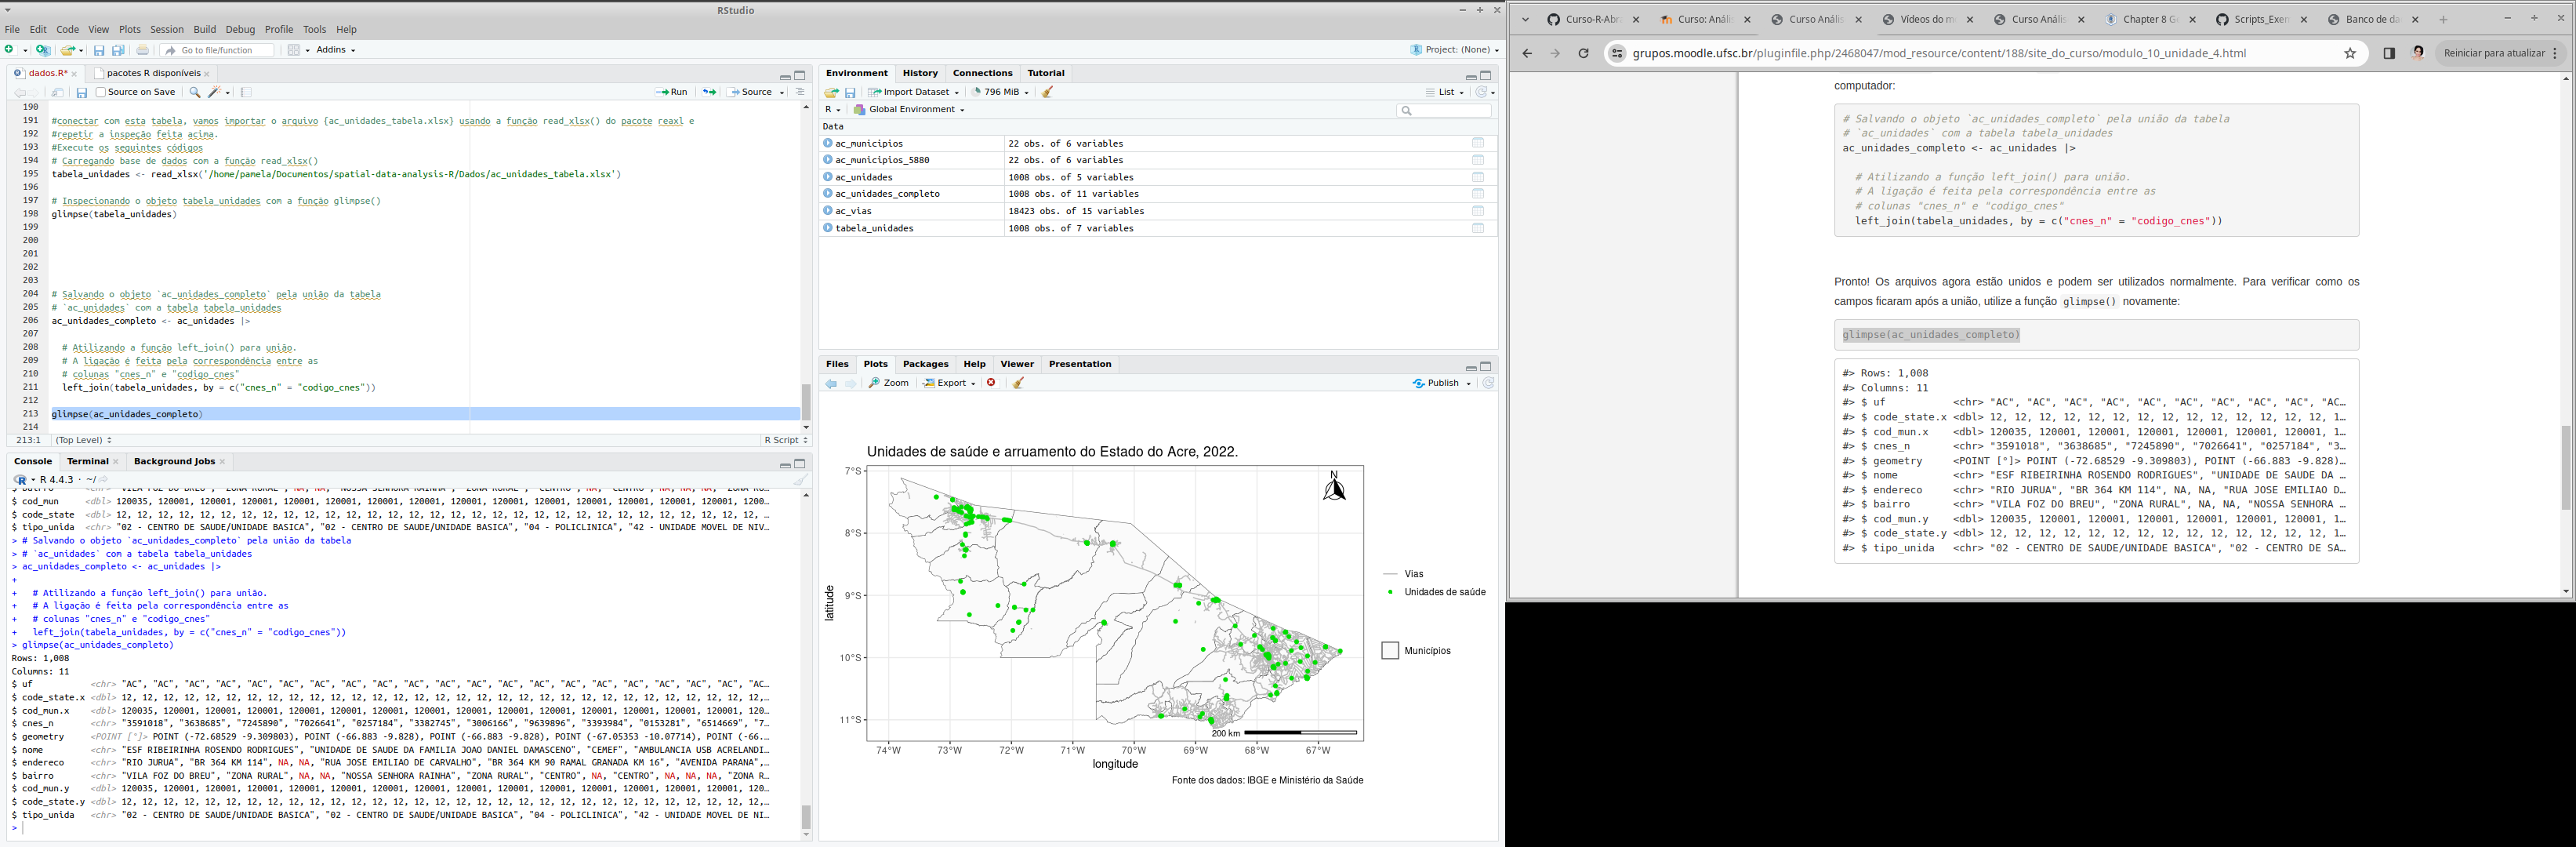 RStudio
File Edit Code View Plots Session Build Debug Profile Tools Help
Go to file/function Addins Project: (None)
dados.R* pacotes R disponíveis
Source on Save Run Source
190
191 #conectar com esta tabela, vamos importar o arquivo {ac_unidades_tabela.xlsx} usando a função read_xlsx() do pacote reaxl e
192 #repetir a inspeção feita acima.
193 #Execute os seguintes códigos
194 # Carregando base de dados com a função read_xlsx()
195 tabela_unidades <- read_xlsx('/home/pamela/Documentos/spatial-data-analysis-R/Dados/ac_unidades_tabela.xlsx')
196
197 # Inspecionando o objeto tabela_unidades com a função glimpse()
198 glimpse(tabela_unidades)
199
200
201
202
203
204 # Salvando o objeto `ac_unidades_completo` pela união da tabela
205 # `ac_unidades` com a tabela tabela_unidades
206 ac_unidades_completo <- ac_unidades |>
207
208 # Atilizando a função left_join() para união.
209 # A ligação é feita pela correspondência entre as
210 # colunas "cnes_n" e "codigo_cnes"
211 left_join(tabela_unidades, by = c("cnes_n" = "codigo_cnes"))
212
213 glimpse(ac_unidades_completo)
214
213:1 (Top Level) R Script
Console Terminal Background Jobs
R 4.4.3 · ~/
$ cod_mun <dbl> 120035, 120001, 120001, 120001, 120001, 120001, 120001, 120001, 120001, 120001, 120001, 120001, 1200…
$ code_state <dbl> 12, 12, 12, 12, 12, 12, 12, 12, 12, 12, 12, 12, 12, 12, 12, 12, 12, 12, 12, 12, …
$ tipo_unida <chr> "02 - CENTRO DE SAUDE/UNIDADE BASICA", "02 - CENTRO DE SAUDE/UNIDADE BASICA", "04 - POLICLINICA", "42 - UNIDADE MOVEL DE NIV…
> # Salvando o objeto `ac_unidades_completo` pela união da tabela
> # `ac_unidades` com a tabela tabela_unidades
> ac_unidades_completo <- ac_unidades |>
+
+ # Atilizando a função left_join() para união.
+ # A ligação é feita pela correspondência entre as
+ # colunas "cnes_n" e "codigo_cnes"
+ left_join(tabela_unidades, by = c("cnes_n" = "codigo_cnes"))
> glimpse(ac_unidades_completo)
Rows: 1,008
Columns: 11
$ uf <chr> "AC", "AC", "AC", "AC", "AC", "AC", "AC", "AC", "AC", "AC", "AC", "AC", "AC", "AC", "AC", "AC", "AC", "AC", "AC", "AC", "AC…
$ code_state.x <dbl> 12, 12, 12, 12, 12, 12, 12, 12, 12, 12, 12, 12, 12, 12, 12, 12, 12, 12, 12, 12, 12,…
$ cod_mun.x <dbl> 120035, 120001, 120001, 120001, 120001, 120001, 120001, 120001, 120001, 120001, 120001, 120001, 120…
$ cnes_n <chr> "3591018", "3638685", "7245890", "7026641", "0257184", "3382745", "3006166", "9639896", "3393984", "0153281", "6514669", "7…
$ geometry <POINT [°]> POINT (-72.68529 -9.309803), POINT (-66.883 -9.828), POINT (-66.883 -9.828), POINT (-67.05353 -10.07714), POINT (-66.…
$ nome <chr> "ESF RIBEIRINHA ROSENDO RODRIGUES", "UNIDADE DE SAUDE DA FAMILIA JOAO DANIEL DAMASCENO", "CEMEF", "AMBULANCIA USB ACRELANDI…
$ endereco <chr> "RIO JURUA", "BR 364 KM 114", NA, NA, "RUA JOSE EMILIAO DE CARVALHO", "BR 364 KM 90 RAMAL GRANADA KM 16", "AVENIDA PARANA",…
$ bairro <chr> "VILA FOZ DO BREU", "ZONA RURAL", NA, NA, "NOSSA SENHORA RAINHA", "ZONA RURAL", "CENTRO", NA, "CENTRO", NA, NA, NA, "ZONA R…
$ cod_mun.y <dbl> 120035, 120001, 120001, 120001, 120001, 120001, 120001, 120001, 120001, 120001, 120001, 120001, 120…
$ code_state.y <dbl> 12, 12, 12, 12, 12, 12, 12, 12, 12, 12, 12, 12, 12, 12, 12, 12, 12, 12, 12, 12, 12,…
$ tipo_unida <chr> "02 - CENTRO DE SAUDE/UNIDADE BASICA", "02 - CENTRO DE SAUDE/UNIDADE BASICA", "04 - POLICLINICA", "42 - UNIDADE MOVEL DE NI…
>
Environment History Connections Tutorial
Import Dataset 796 MiB List
R Global Environment
Data
ac_municipios 22 obs. of 6 variables
ac_municipios_5880 22 obs. of 6 variables
ac_unidades 1008 obs. of 5 variables
ac_unidades_completo 1008 obs. of 11 variables
ac_vias 18423 obs. of 15 variables
tabela_unidades 1008 obs. of 7 variables
Files Plots Packages Help Viewer Presentation
Zoom Export Publish
Unidades de saúde e arruamento do Estado do Acre, 2022.
N
7°S
8°S
9°S
10°S
11°S
latitude
Vias
Unidades de saúde
Municípios
200 km
74°W 73°W 72°W 71°W 70°W 69°W 68°W 67°W
longitude
Fonte dos dados: IBGE e Ministério da Saúde
Curso-R-Abr Curso: Anális Curso Anális Vídeos do m Curso Anális Chapter 8 G Scripts_Exe Banco de da
grupos.moodle.ufsc.br/pluginfile.php/2468047/mod_resource/content/188/site_do_curso/modulo_10_unidade_4.html Reiniciar para atualizar
computador:
# Salvando o objeto `ac_unidades_completo` pela união da tabela
# `ac_unidades` com a tabela tabela_unidades
ac_unidades_completo <- ac_unidades |>
# Atilizando a função left_join() para união.
# A ligação é feita pela correspondência entre as
# colunas "cnes_n" e "codigo_cnes"
left_join(tabela_unidades, by = c("cnes_n" = "codigo_cnes"))
Pronto! Os arquivos agora estão unidos e podem ser utilizados normalmente. Para verificar como os
campos ficaram após a união, utilize a função glimpse() novamente:
glimpse(ac_unidades_completo)
#> Rows: 1,008
#> Columns: 11
#> $ uf <chr> "AC", "AC", "AC", "AC", "AC", "AC", "AC", "AC", "AC", "AC", "AC…
#> $ code_state.x <dbl> 12, 12, 12, 12, 12, 12, 12, 12, 12, 12, 12, 12, 12, 12, 1…
#> $ cod_mun.x <dbl> 120035, 120001, 120001, 120001, 120001, 120001, 120001, 1…
#> $ cnes_n <chr> "3591018", "3638685", "7245890", "7026641", "0257184", "3…
#> $ geometry <POINT [°]> POINT (-72.68529 -9.309803), POINT (-66.883 -9.828)…
#> $ nome <chr> "ESF RIBEIRINHA ROSENDO RODRIGUES", "UNIDADE DE SAUDE DA …
#> $ endereco <chr> "RIO JURUA", "BR 364 KM 114", NA, NA, "RUA JOSE EMILIAO D…
#> $ bairro <chr> "VILA FOZ DO BREU", "ZONA RURAL", NA, NA, "NOSSA SENHORA …
#> $ cod_mun.y <dbl> 120035, 120001, 120001, 120001, 120001, 120001, 120001, 1…
#> $ code_state.y <dbl> 12, 12, 12, 12, 12, 12, 12, 12, 12, 12, 12, 12, 12, 12, 1…
#> $ tipo_unida <chr> "02 - CENTRO DE SAUDE/UNIDADE BASICA", "02 - CENTRO DE SA…